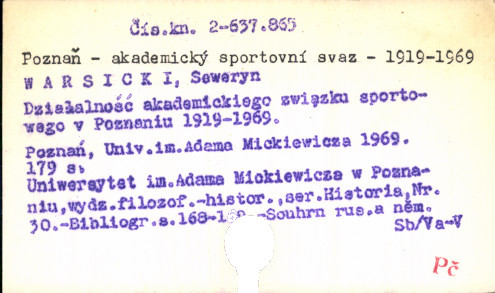 Čís.kn. 2-637.865
Poznaň - akademický sportovní svaz - 1919-1969
W A R S I C K I, Seweryn
Działalność akademickiego związku sporto-
wego v Poznaniu 1919-1969.
Poznań, Univ.im.Adama Mickiewicza 1969.
179 s.
Uniwersytet im.Adama Mickiewicza w Pozna-
niu,wydz.filozof.-histor.,ser.Historia,Nr.
30.-Bibliogr.s.168- -Souhrn rus.a něm.
Sb/Va-V
Pč